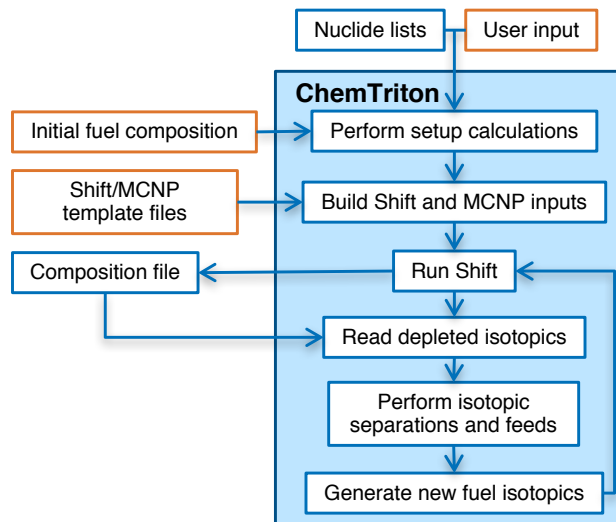 Nuclide lists
User input
ChemTriton
Initial fuel composition
Perform setup calculations
Shift/MCNP
template files
Build Shift and MCNP inputs
Composition file
Run Shift
Read depleted isotopics
Perform isotopic
separations and feeds
Generate new fuel isotopics